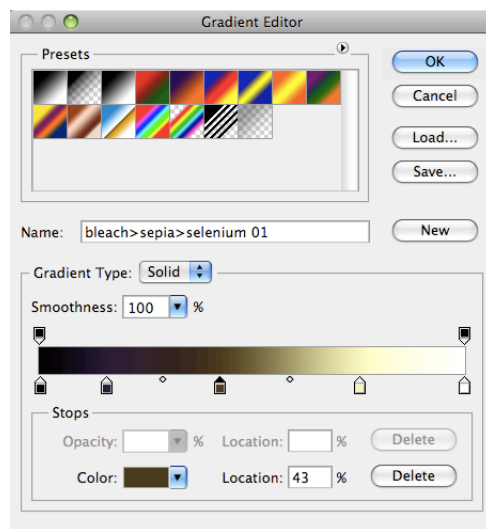 Gradient Editor
Presets
OK
Cancel
Load...
Save...
Name: bleach>sepia>selenium 01
New
Gradient Type: Solid
Smoothness: 100 %
Stops
Opacity: % Location: % Delete
Color: Location: 43 % Delete